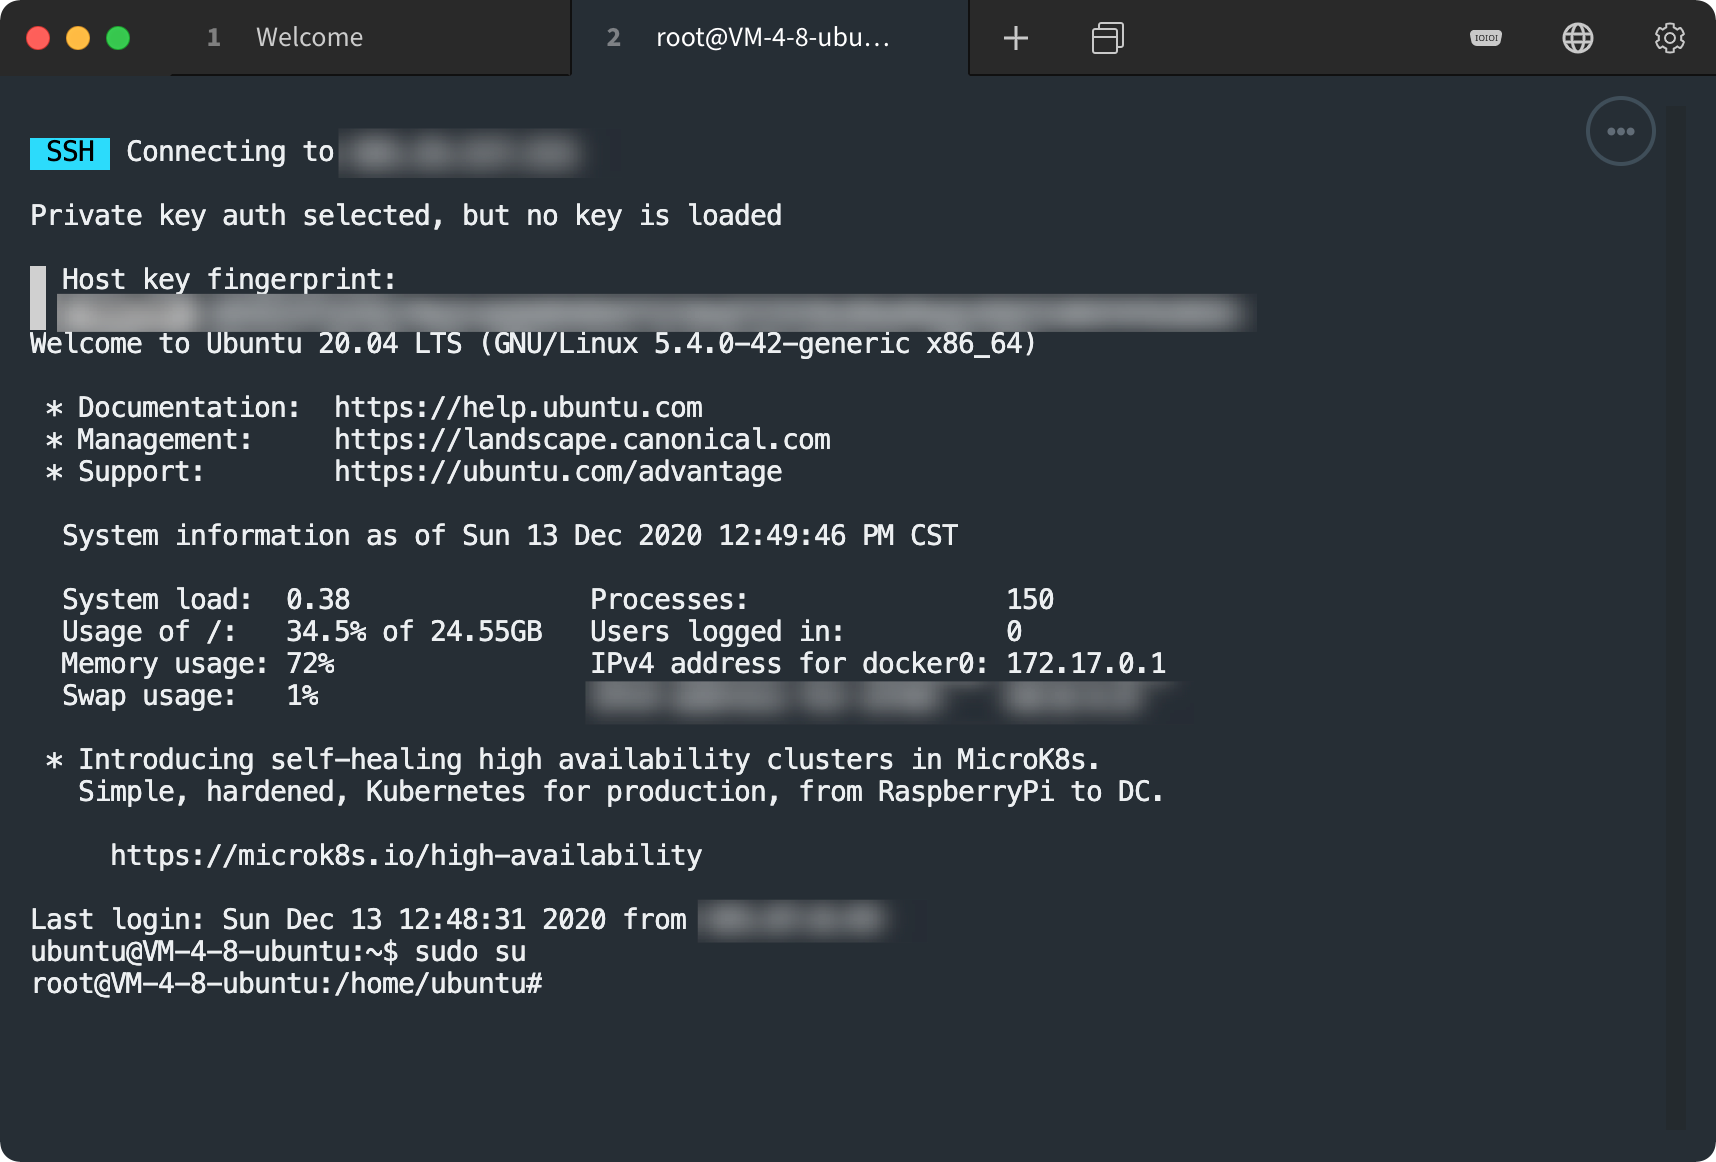 1 Welcome 2 root@VM-4-8-ubu…
IOIOI
SSH Connecting to
Private key auth selected, but no key is loaded
Host key fingerprint:
Welcome to Ubuntu 20.04 LTS (GNU/Linux 5.4.0-42-generic x86_64)
* Documentation: https://help.ubuntu.com
* Management: https://landscape.canonical.com
* Support: https://ubuntu.com/advantage
System information as of Sun 13 Dec 2020 12:49:46 PM CST
System load: 0.38 Processes: 150
Usage of /: 34.5% of 24.55GB Users logged in: 0
Memory usage: 72% IPv4 address for docker0: 172.17.0.1
Swap usage: 1%
* Introducing self-healing high availability clusters in MicroK8s.
Simple, hardened, Kubernetes for production, from RaspberryPi to DC.
https://microk8s.io/high-availability
Last login: Sun Dec 13 12:48:31 2020 from
ubuntu@VM-4-8-ubuntu:~$ sudo su
root@VM-4-8-ubuntu:/home/ubuntu#